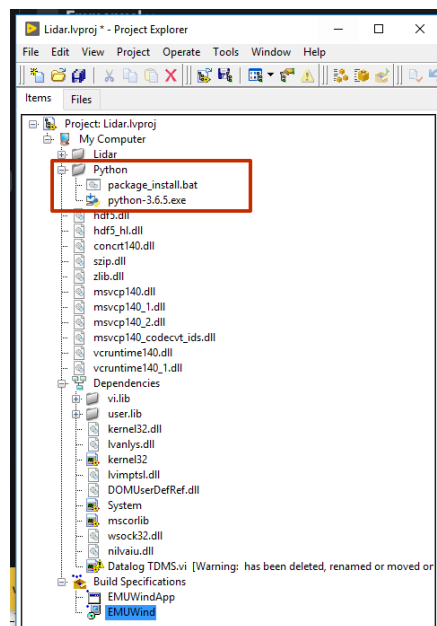 Lidar.lvproj * - Project Explorer
File Edit View Project Operate Tools Window Help
Items Files
Project: Lidar.lvproj
My Computer
Lidar
Python
package_install.bat
python-3.6.5.exe
hdf5.dll
hdf5_hl.dll
concrt140.dll
szip.dll
zlib.dll
msvcp140.dll
msvcp140_1.dll
msvcp140_2.dll
msvcp140_codecvt_ids.dll
vcruntime140.dll
vcruntime140_1.dll
Dependencies
vi.lib
user.lib
kernel32.dll
lvanlys.dll
kernel32
lvimptsl.dll
DOMUserDefRef.dll
System
mscorlib
wsock32.dll
nilvaiu.dll
Datalog TDMS.vi [Warning: has been deleted, renamed or moved or
Build Specifications
EMUWindApp
EMUWind